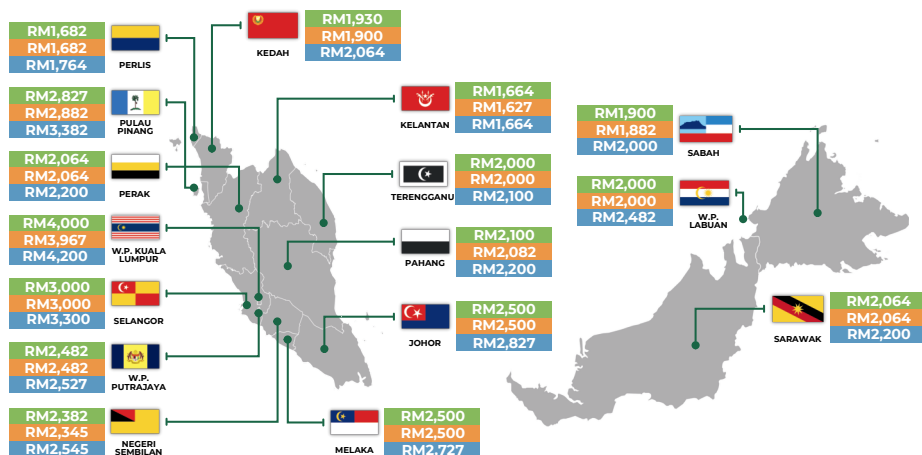 RM1,682
RM1,682
RM1,764
PERLIS
RM1,930
RM1,900
RM2,064
KEDAH
RM2,827
RM2,882
RM3,382
PULAU
PINANG
RM1,664
RM1,627
RM1,664
KELANTAN
RM1,900
RM1,882
RM2,000
SABAH
RM2,064
RM2,064
RM2,200
PERAK
RM2,000
RM2,000
RM2,100
TERENGGANU
RM2,000
RM2,000
RM2,482
W.P.
LABUAN
RM4,000
RM3,967
RM4,200
W.P. KUALA
LUMPUR
RM2,100
RM2,082
RM2,200
PAHANG
RM3,000
RM3,000
RM3,300
SELANGOR
RM2,500
RM2,500
RM2,827
JOHOR
RM2,064
RM2,064
RM2,200
SARAWAK
RM2,482
RM2,482
RM2,527
W.P.
PUTRAJAYA
RM2,382
RM2,345
RM2,545
NEGERI
SEMBILAN
RM2,500
RM2,500
RM2,727
MELAKA